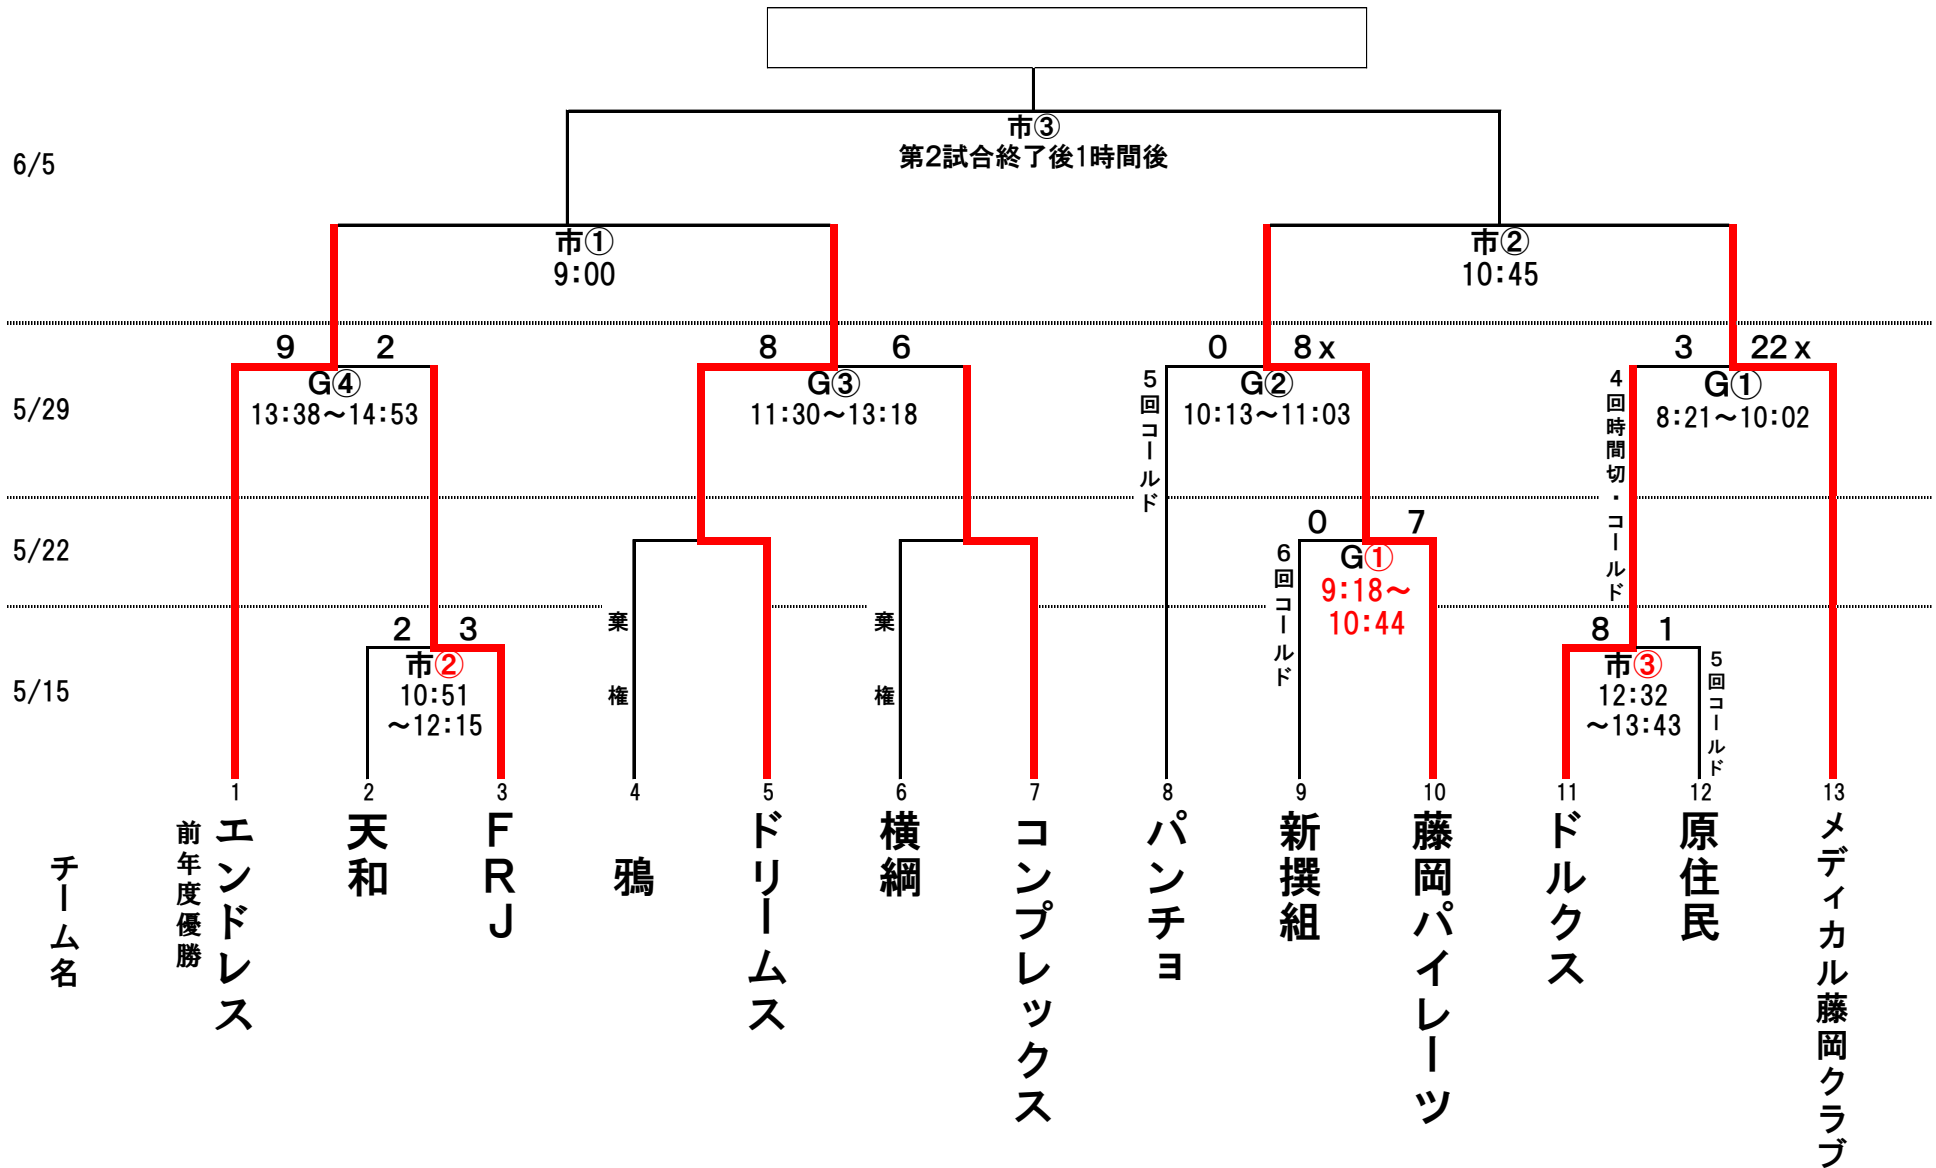 市③
第2試合終了後1時間後
6/5
市①
9:00
市②
10:45
9 2
8 6
0 8x
3 22x
5/29
G④
13:38～14:53
G③
11:30～13:18
5回コールド
G②
10:13～11:03
4回時間切・コールド
G①
8:21～10:02
5/22
0 7
6回コールド
G①
9:18～
10:44
棄権
棄権
5/15
2 3
市②
10:51
～12:15
8 1
市③
12:32
～13:43
5回コールド
1 2 3 4 5 6 7 8 9 10 11 12 13
チーム名
前年度優勝
エンドレス
天和
FRJ
鴉
ドリームス
横綱
コンプレックス
パンチョ
新撰組
藤岡パイレーツ
ドルクス
原住民
メディカル藤岡クラブ